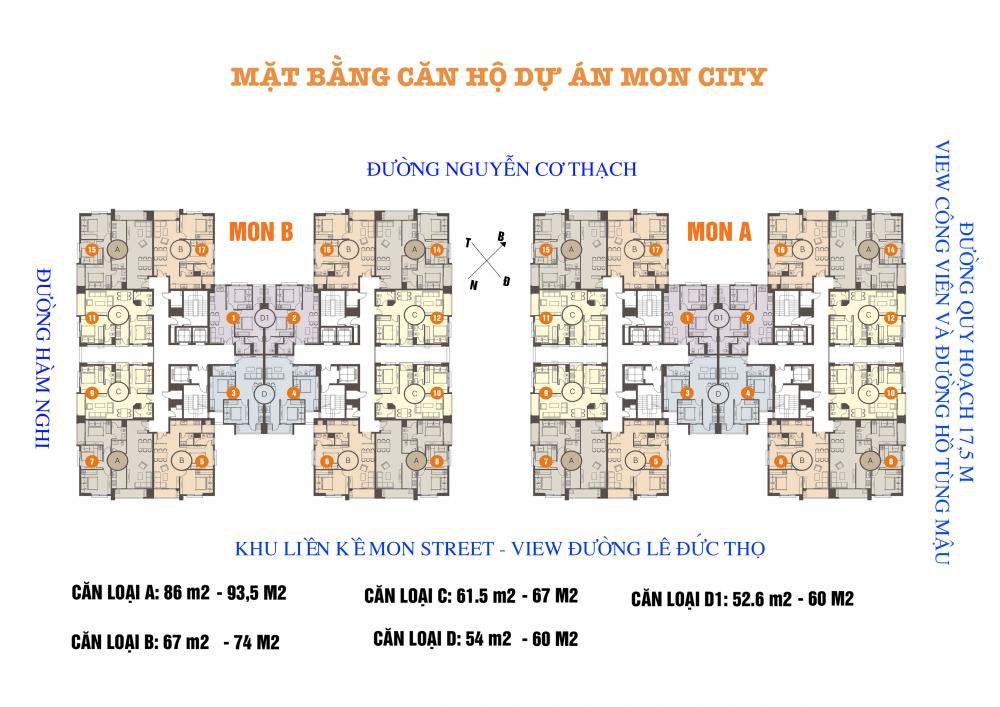 MẶT BẰNG CĂN HỘ DỰ ÁN MON CITY
ĐƯỜNG NGUYỄN CƠ THẠCH
MON B
MON A
T B
N Đ
15 A B 17
16 B A 14
11 C
1 D1 2
C 12
9 C
3 D 4
C 10
7 A B 5
6 B A 8
15 A B 17
16 B A 14
11 C
1 D1 2
C 12
C
3 D 4
C 10
7 A B 5
6 B A 8
ĐƯỜNG HÀM NGHI
ĐƯỜNG QUY HOẠCH 17,5 M
VIEW CÔNG VIÊN VÀ ĐƯỜNG HỒ TÙNG MẬU
KHU LIỀN KỀ MON STREET - VIEW ĐƯỜNG LÊ ĐỨC THỌ
CĂN LOẠI A: 86 m2 - 93,5 M2
CĂN LOẠI C: 61.5 m2 - 67 M2
CĂN LOẠI D1: 52.6 m2 - 60 M2
CĂN LOẠI B: 67 m2 - 74 M2
CĂN LOẠI D: 54 m2 - 60 M2